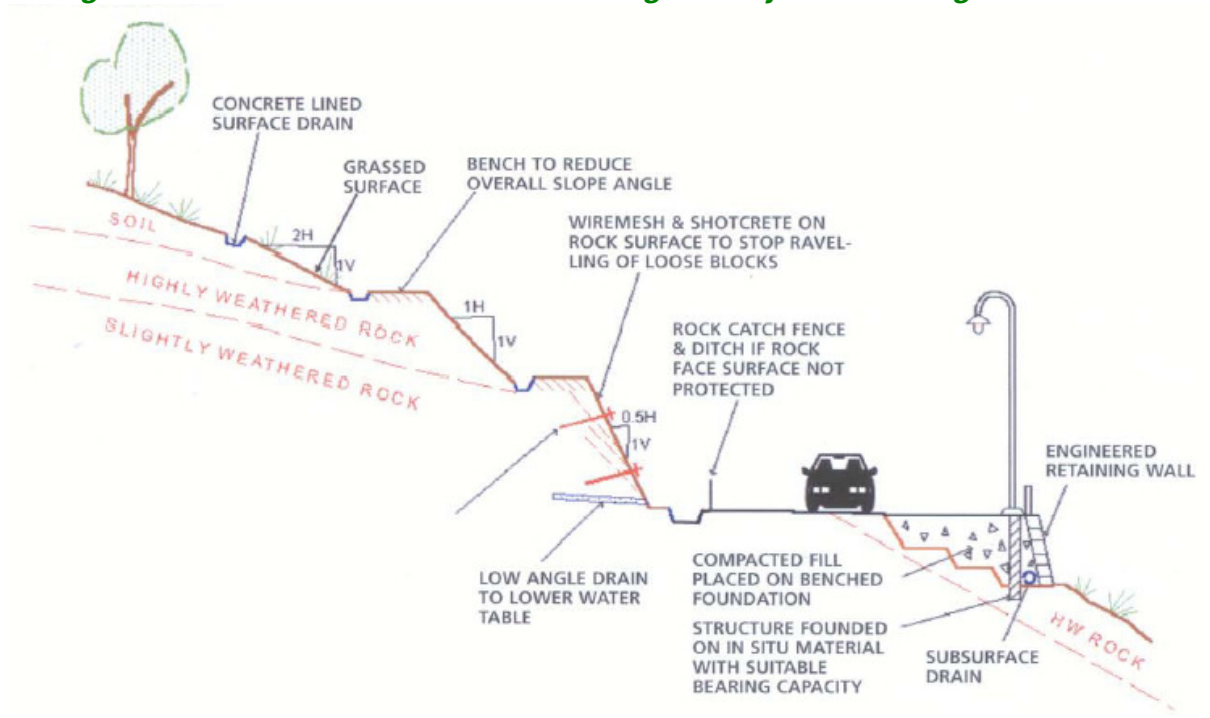 CONCRETE LINED
SURFACE DRAIN
GRASSED
SURFACE
BENCH TO REDUCE
OVERALL SLOPE ANGLE
WIREMESH & SHOTCRETE ON
ROCK SURFACE TO STOP RAVEL-
LING OF LOOSE BLOCKS
SOIL
2H
1V
HIGHLY WEATHERED ROCK
1H
1V
SLIGHTLY WEATHERED ROCK
ROCK CATCH FENCE
& DITCH IF ROCK
FACE SURFACE NOT
PROTECTED
0.5H
1V
ENGINEERED
RETAINING WALL
LOW ANGLE DRAIN
TO LOWER WATER
TABLE
COMPACTED FILL
PLACED ON BENCHED
FOUNDATION
STRUCTURE FOUNDED
ON IN SITU MATERIAL
WITH SUITABLE
BEARING CAPACITY
SUBSURFACE
DRAIN
HW ROCK